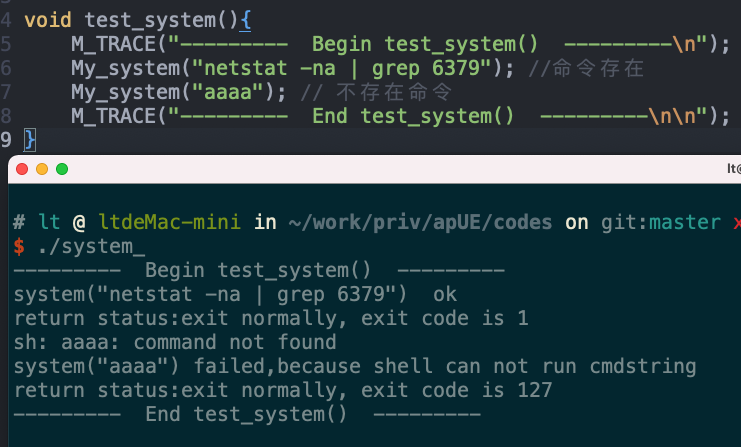 4 void test_system(){
5 M_TRACE("---------  Begin test_system()  ---------\n");
6 My_system("netstat -na | grep 6379"); //命令存在
7 My_system("aaaa"); // 不存在命令
8 M_TRACE("---------  End test_system()  ---------\n\n");
9 }
lt@
# lt @ ltdeMac-mini in ~/work/priv/apUE/codes on git:master x
$ ./system_
---------  Begin test_system()  ---------
system("netstat -na | grep 6379")  ok
return status:exit normally, exit code is 1
sh: aaaa: command not found
system("aaaa") failed,because shell can not run cmdstring
return status:exit normally, exit code is 127
---------  End test_system()  ---------